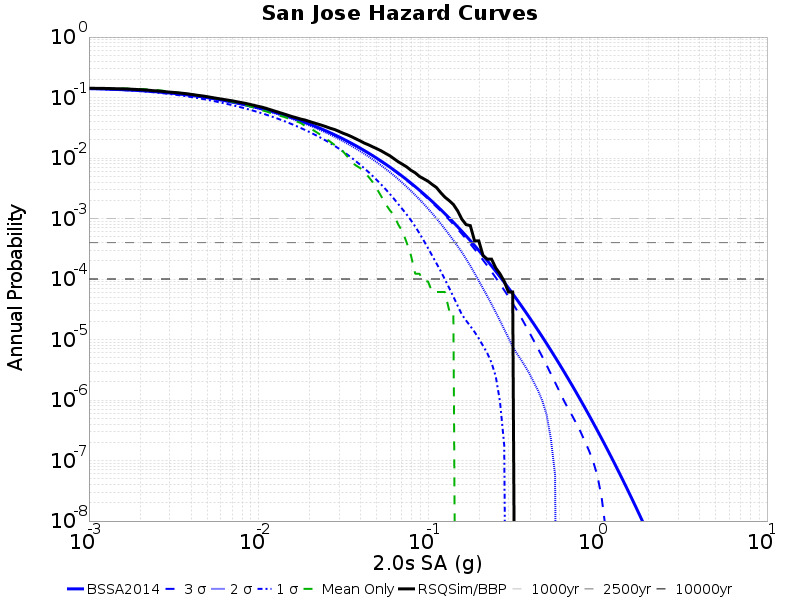 San Jose Hazard Curves
Annual Probability
10^0
10^-1
10^-2
10^-3
10^-4
10^-5
10^-6
10^-7
10^-8
10^-3 10^-2 10^-1 10^0 10^1
2.0s SA (g)
BSSA2014 3 σ 2 σ 1 σ Mean Only RSQSim/BBP 1000yr 2500yr 10000yr